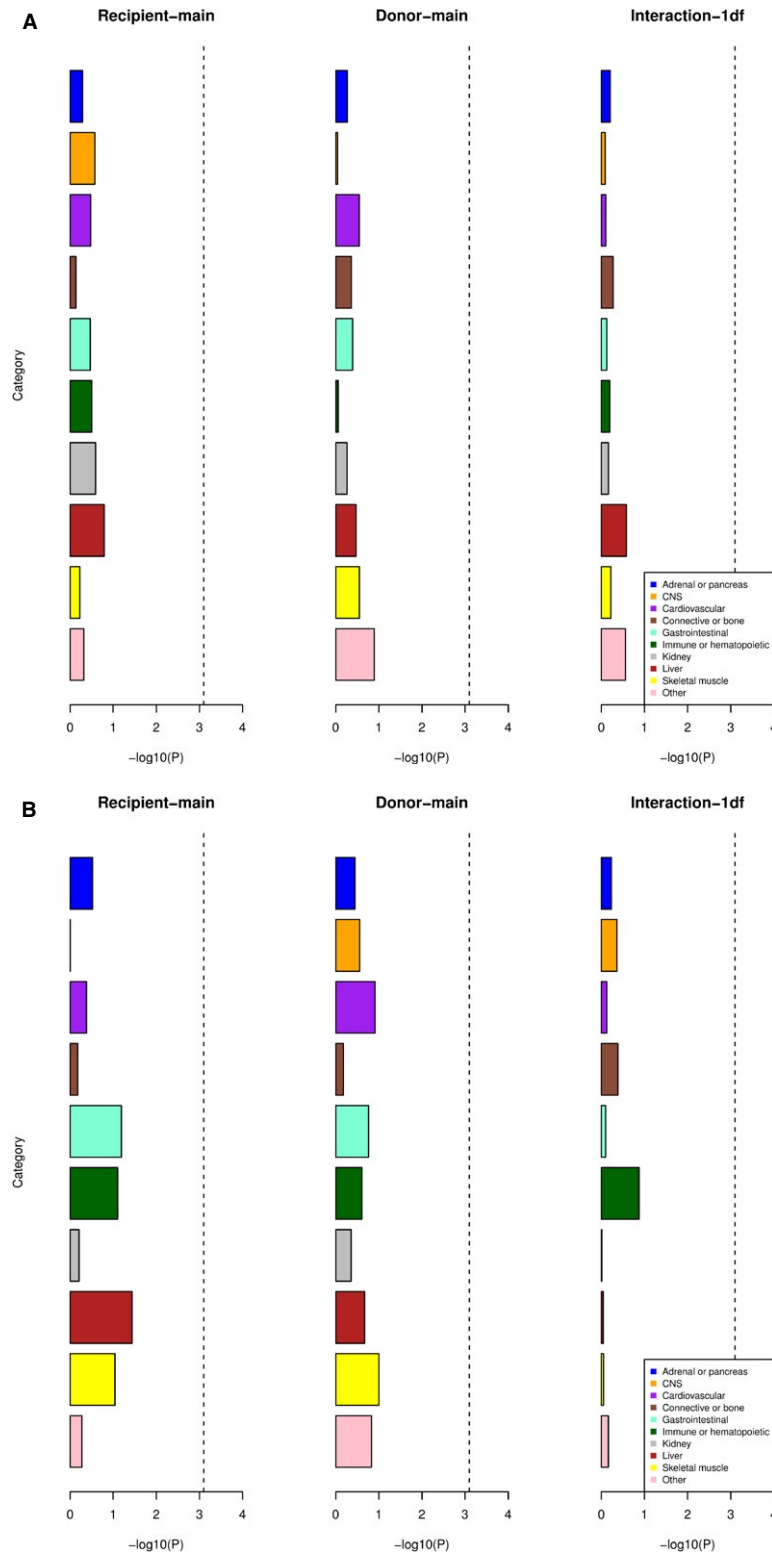 A
Recipient-main
Donor-main
Interaction-1df
Category
Adrenal or pancreas
CNS
Cardiovascular
Connective or bone
Gastrointestinal
Immune or hematopoietic
Kidney
Liver
Skeletal muscle
Other
0 1 2 3 4
0 1 2 3 4
0 1 2 3 4
−log10(P)
−log10(P)
−log10(P)
B
Recipient-main
Donor-main
Interaction-1df
Category
Adrenal or pancreas
CNS
Cardiovascular
Connective or bone
Gastrointestinal
Immune or hematopoietic
Kidney
Liver
Skeletal muscle
Other
0 1 2 3 4
0 1 2 3 4
0 1 2 3 4
−log10(P)
−log10(P)
−log10(P)